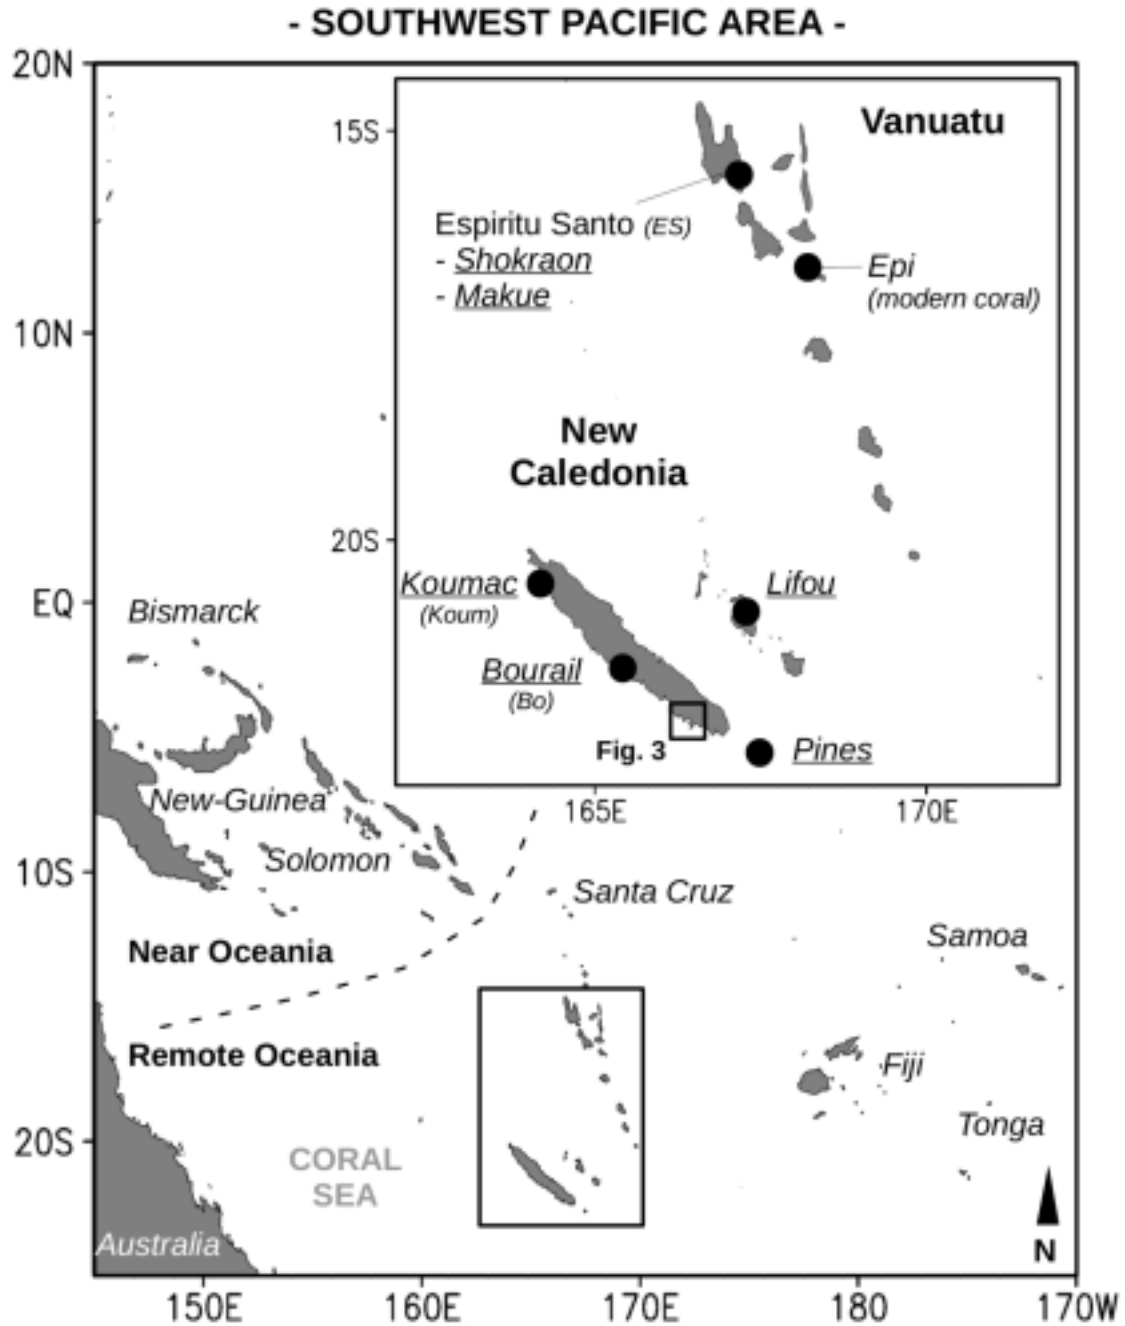 - SOUTHWEST PACIFIC AREA -
20N
Vanuatu
15S
Espiritu Santo (ES)
- Shokraon
- Makue
Epi
(modern coral)
10N
New
Caledonia
20S
Koumac
(Koum)
Lifou
EQ
Bismarck
Bourail
(Bo)
Fig. 3
Pines
165E
170E
New-Guinea
Solomon
10S
Santa Cruz
Samoa
Near Oceania
Remote Oceania
Fiji
Tonga
20S
CORAL
SEA
Australia
N
150E
160E
170E
180
170W